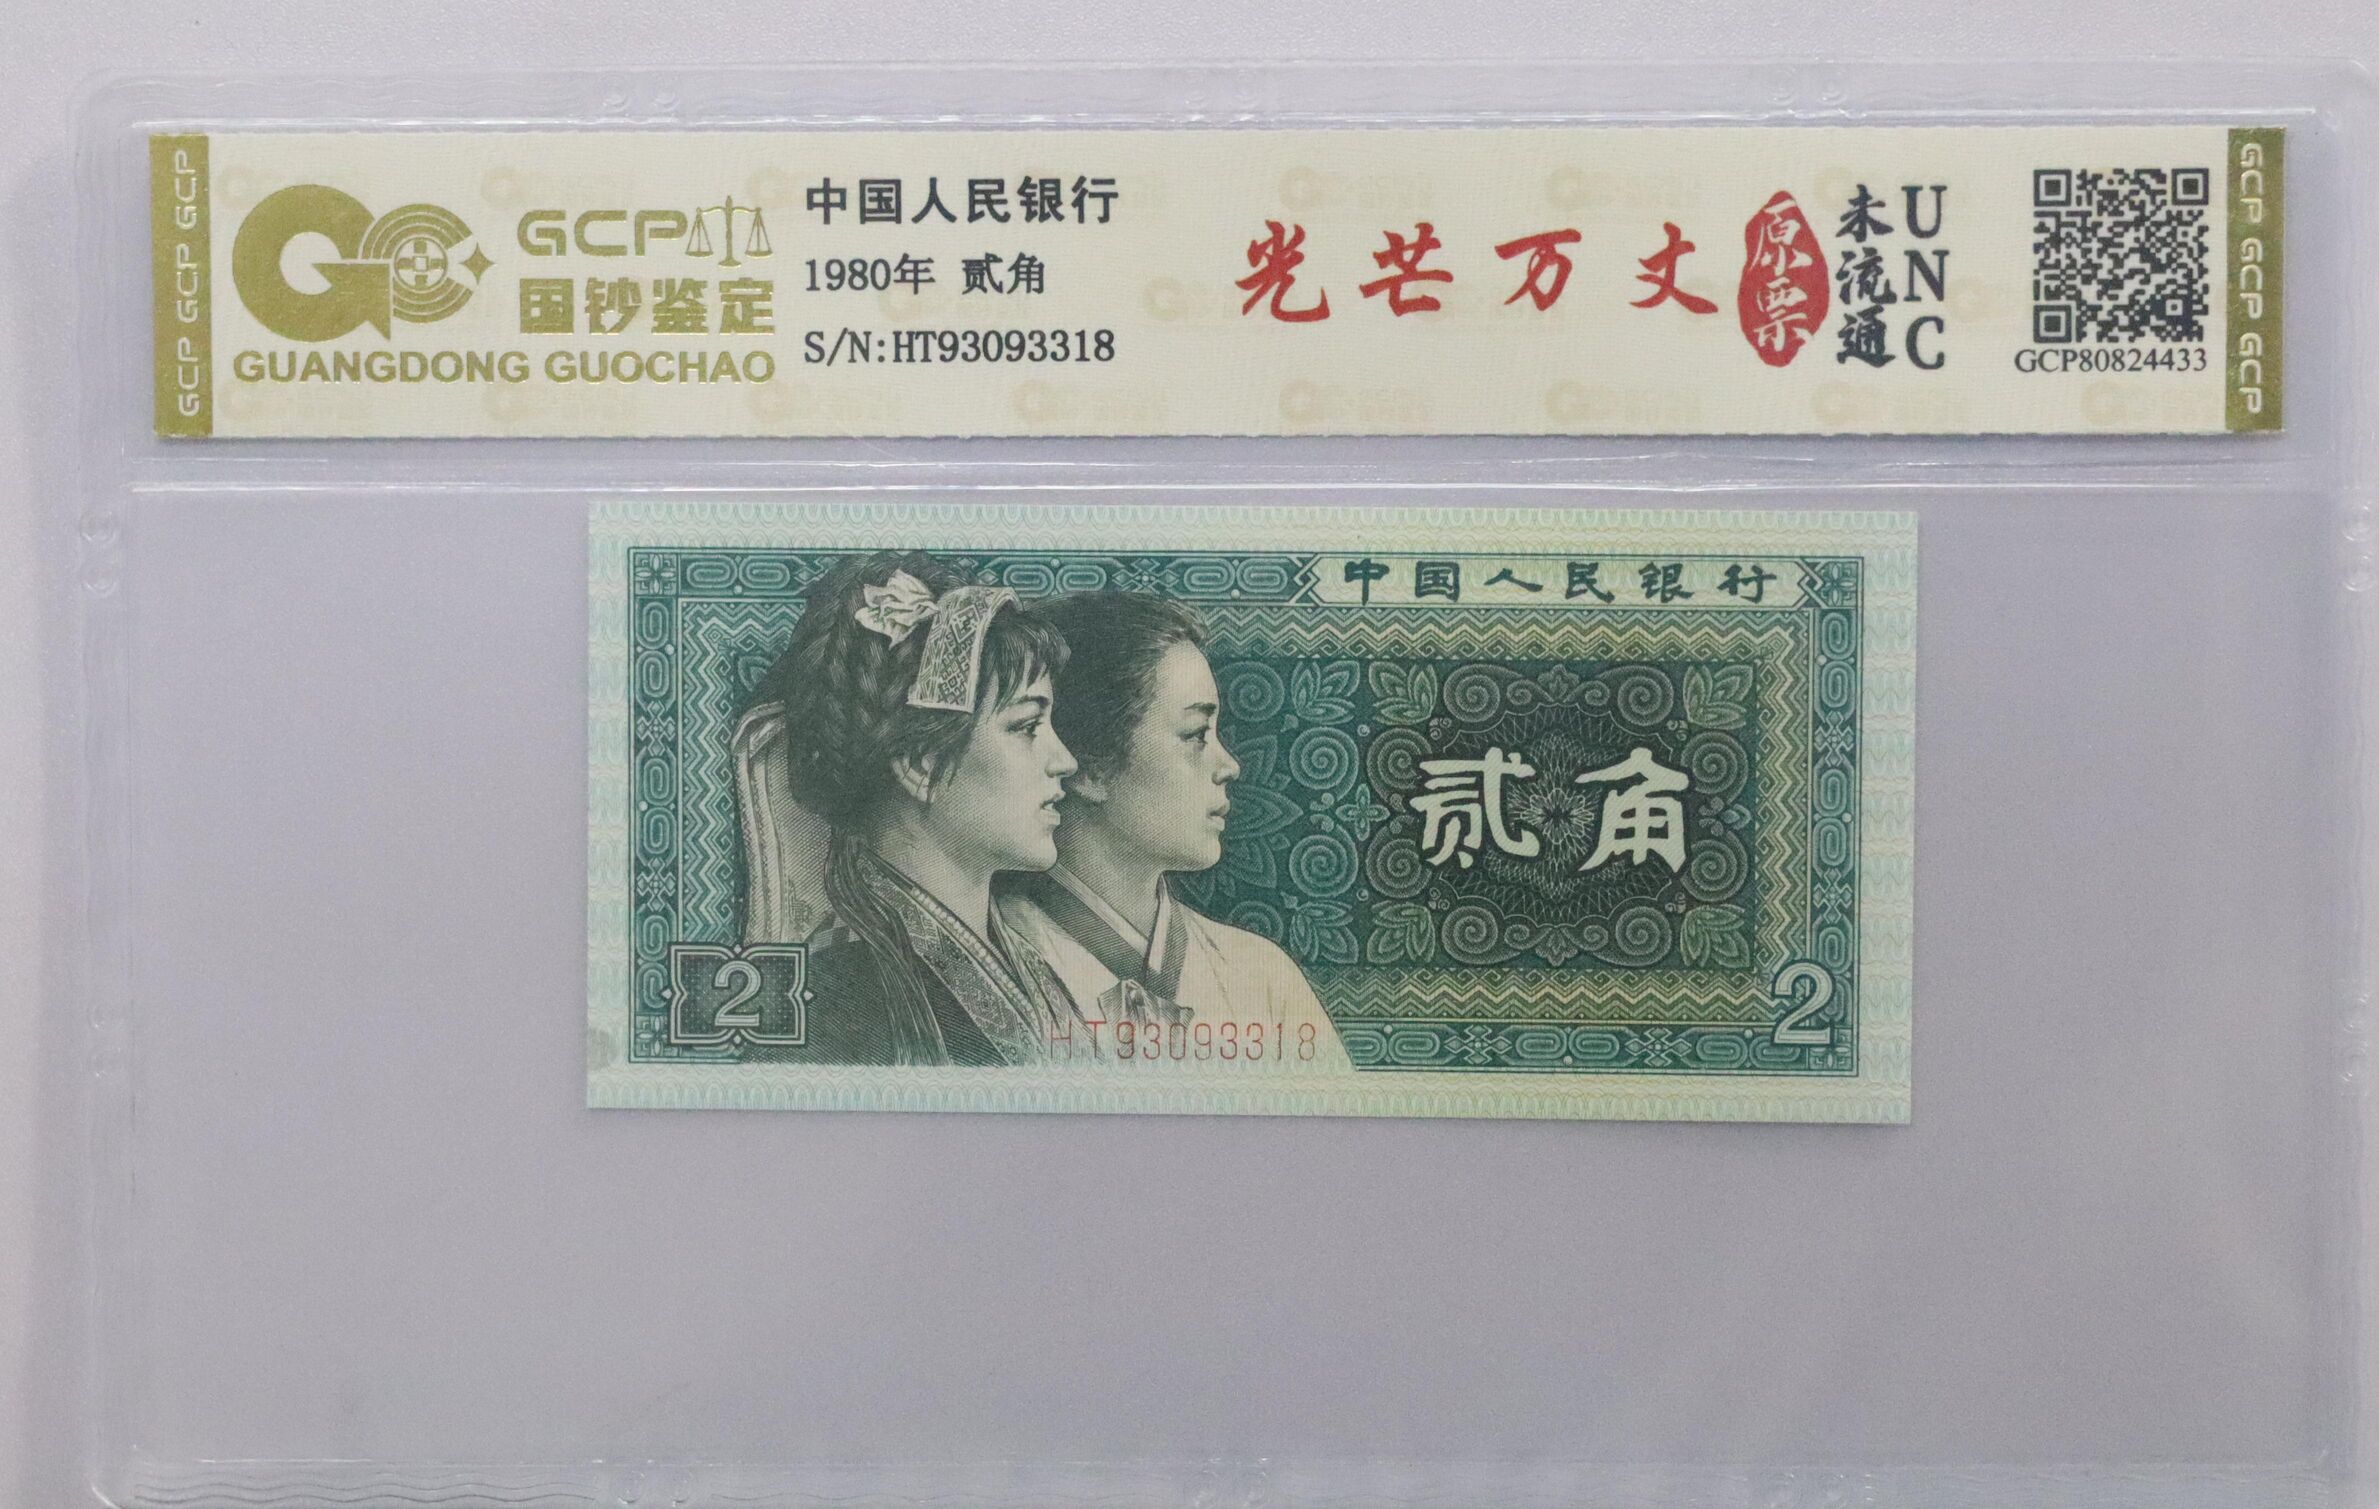 GCP GCP GCP
GCP
国钞鉴定
GUANGDONG GUOCHAO
中国人民银行
1980年 贰角
S/N:HT93093318
光芒万丈
原票
未流通
UNC
GCP80824433
GCP GCP GCP
中国人民银行
贰角
2
2
HT93093318